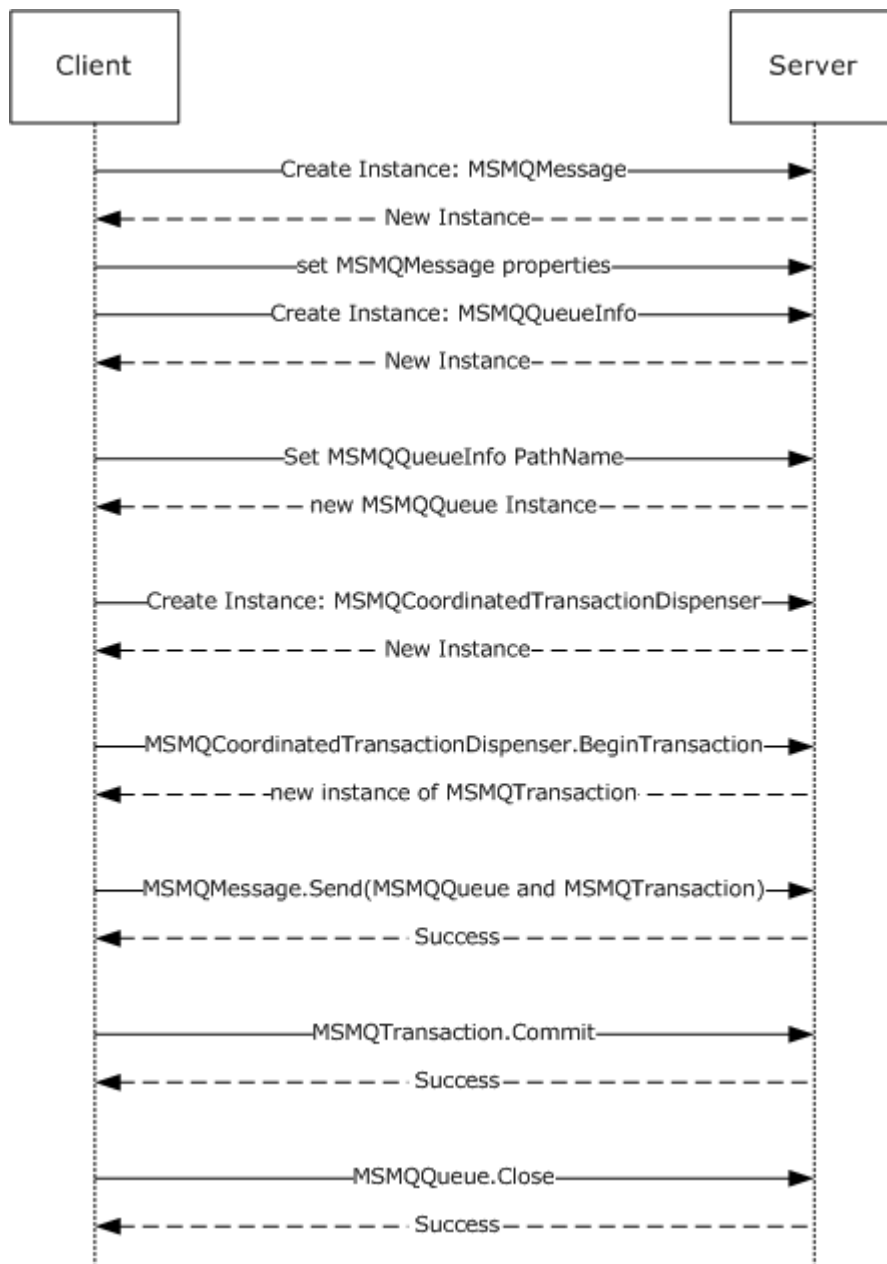 Client
Server
Create Instance: MSMQMessage
New Instance
set MSMQMessage properties
Create Instance: MSMQQueueInfo
New Instance
Set MSMQQueueInfo PathName
new MSMQQueue Instance
Create Instance: MSMQCoordinatedTransactionDispenser
New Instance
MSMQCoordinatedTransactionDispenser.BeginTransaction
new instance of MSMQTransaction
MSMQMessage.Send(MSMQQueue and MSMQTransaction)
Success
MSMQTransaction.Commit
Success
MSMQQueue.Close
Success